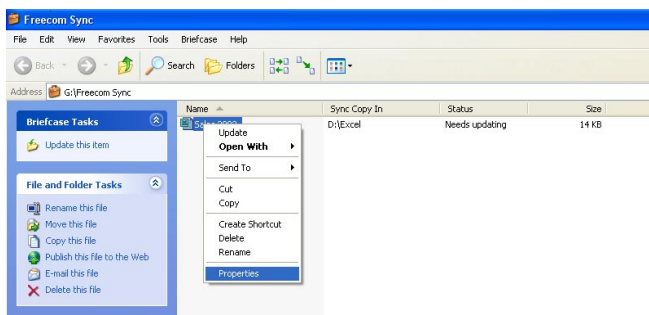 Freecom Sync
File Edit View Favorites Tools Briefcase Help
Back Search Folders
Address G:\Freecom Sync
Name Sync Copy In Status Size
Briefcase Tasks
Update this item
File and Folder Tasks
Rename this file
Move this file
Copy this file
Publish this file to the Web
E-mail this file
Delete this file
D:\Excel Needs updating 14 KB
Update
Open With
Send To
Cut
Copy
Create Shortcut
Delete
Rename
Properties